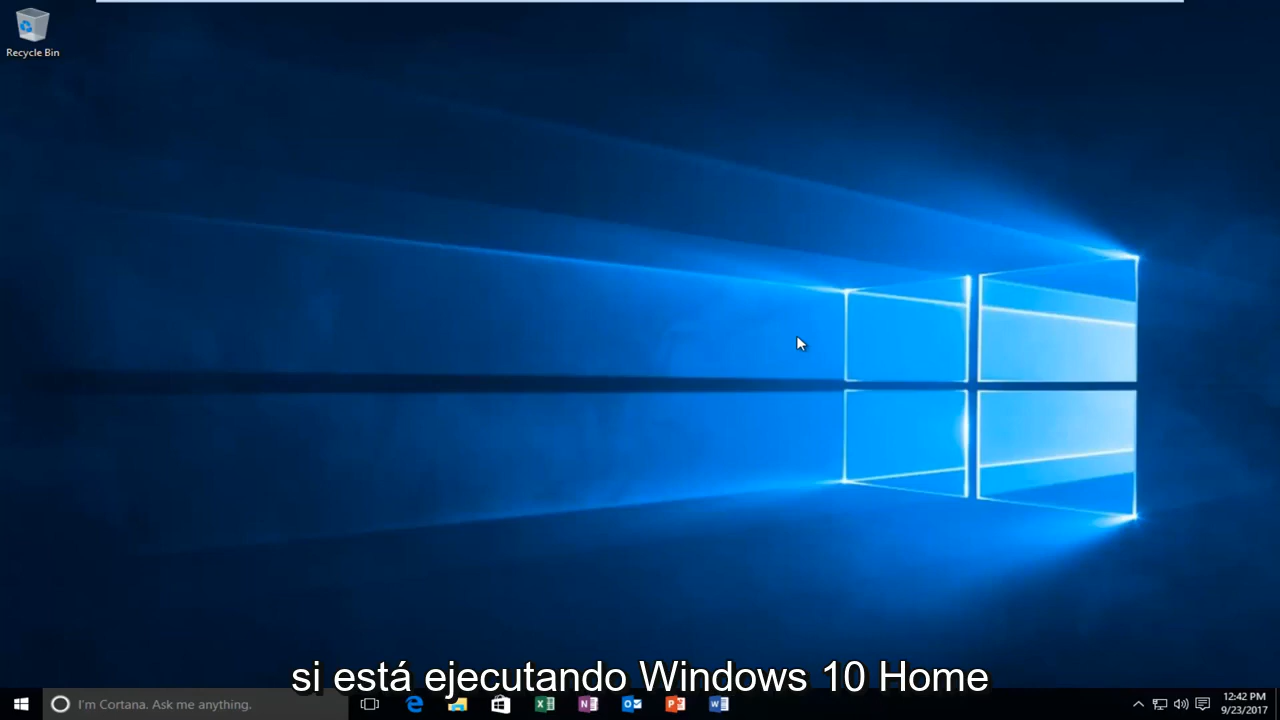 Recycle Bin
si está ejecutando Windows 10 Home
I'm Cortana. Ask me anything.
12:42 PM
9/23/2017